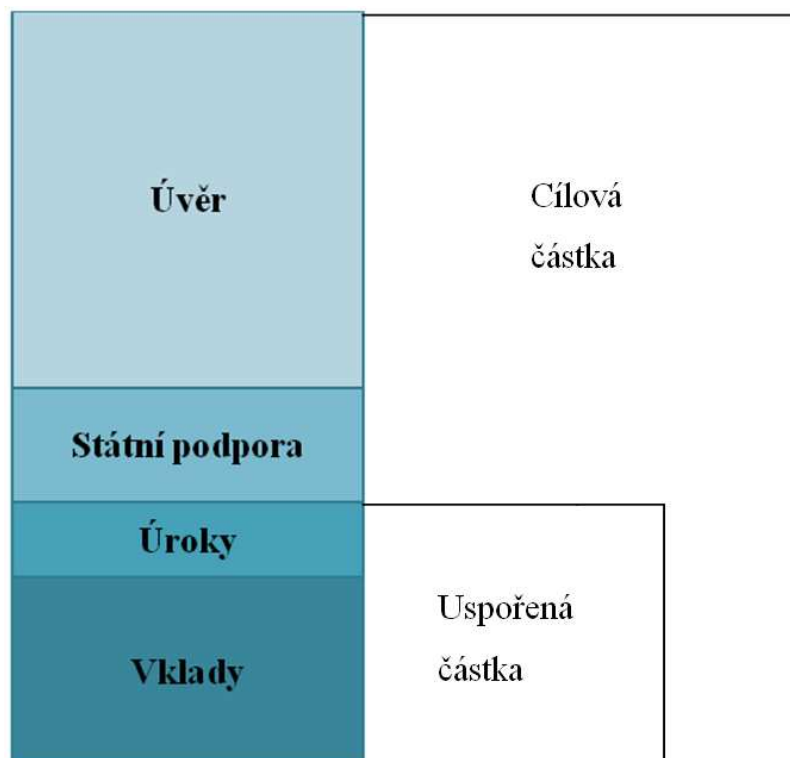 Úvěr
Cílová
částka
Státní podpora
Úroky
Uspořená
částka
Vklady